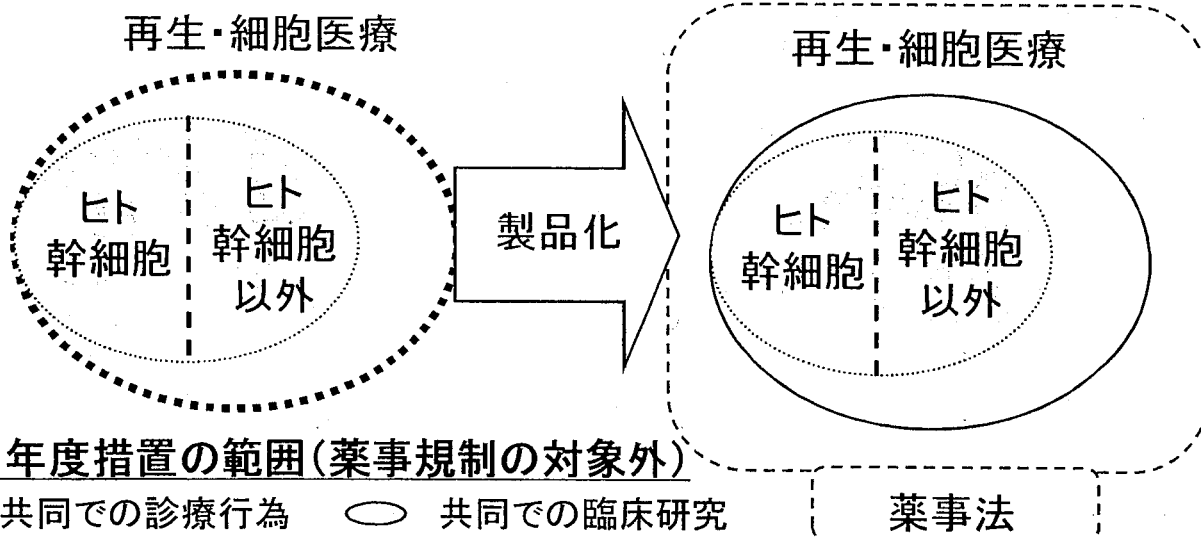 再生・細胞医療
ヒト
幹細胞
ヒト
幹細胞
以外
製品化
再生・細胞医療
ヒト
幹細胞
ヒト
幹細胞
以外
年度措置の範囲(薬事規制の対象外)
共同での診療行為 共同での臨床研究
薬事法